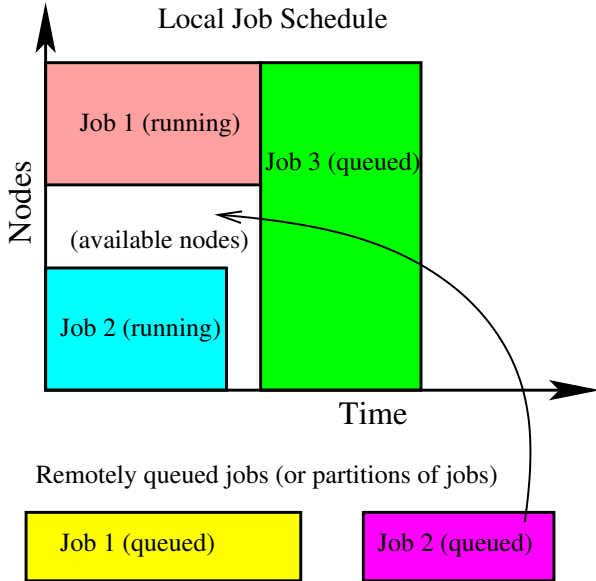 Local Job Schedule
Job 1 (running)
Job 3 (queued)
Nodes
(available nodes)
Job 2 (running)
Time
Remotely queued jobs (or partitions of jobs)
Job 1 (queued)
Job 2 (queued)